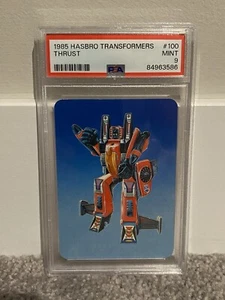 1985 HASBRO TRANSFORMERS #100
THRUST MINT
PSA 9
84963586